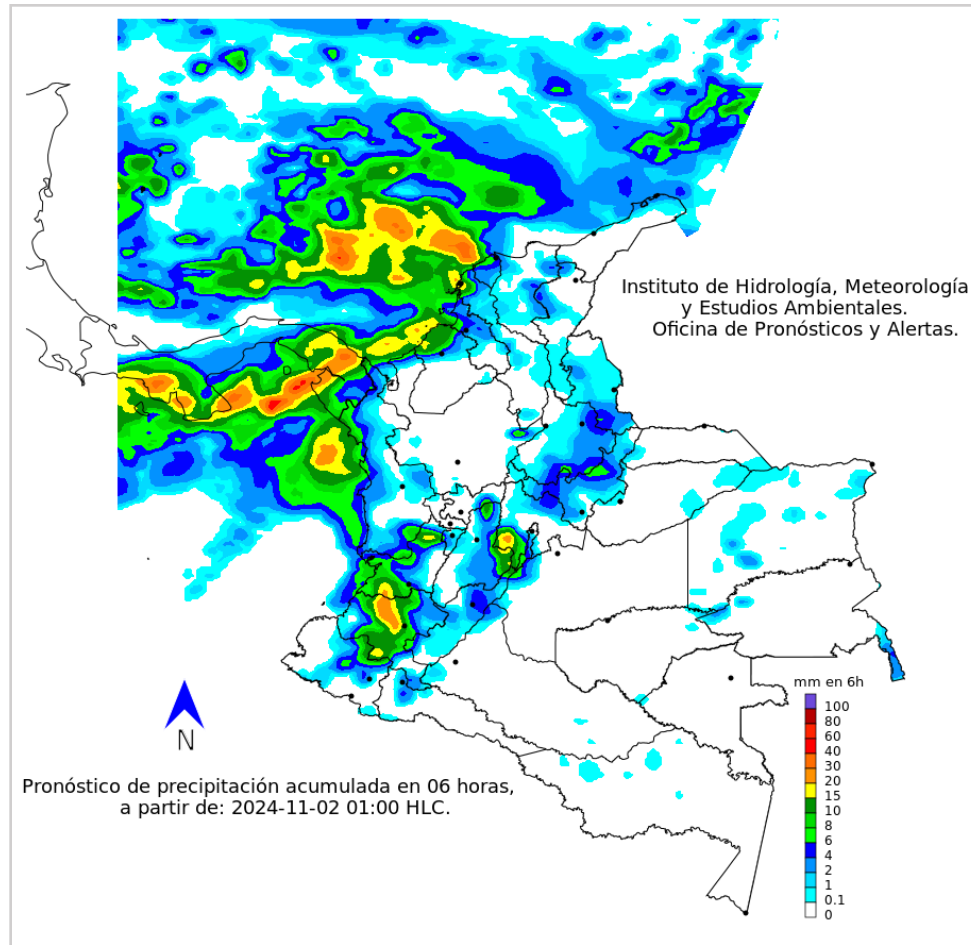 Instituto de Hidrología, Meteorología
y Estudios Ambientales.
Oficina de Pronósticos y Alertas.
mm en 6h
100
80
60
40
30
20
15
10
8
6
4
2
1
0.1
0
N
Pronóstico de precipitación acumulada en 06 horas,
a partir de: 2024-11-02 01:00 HLC.